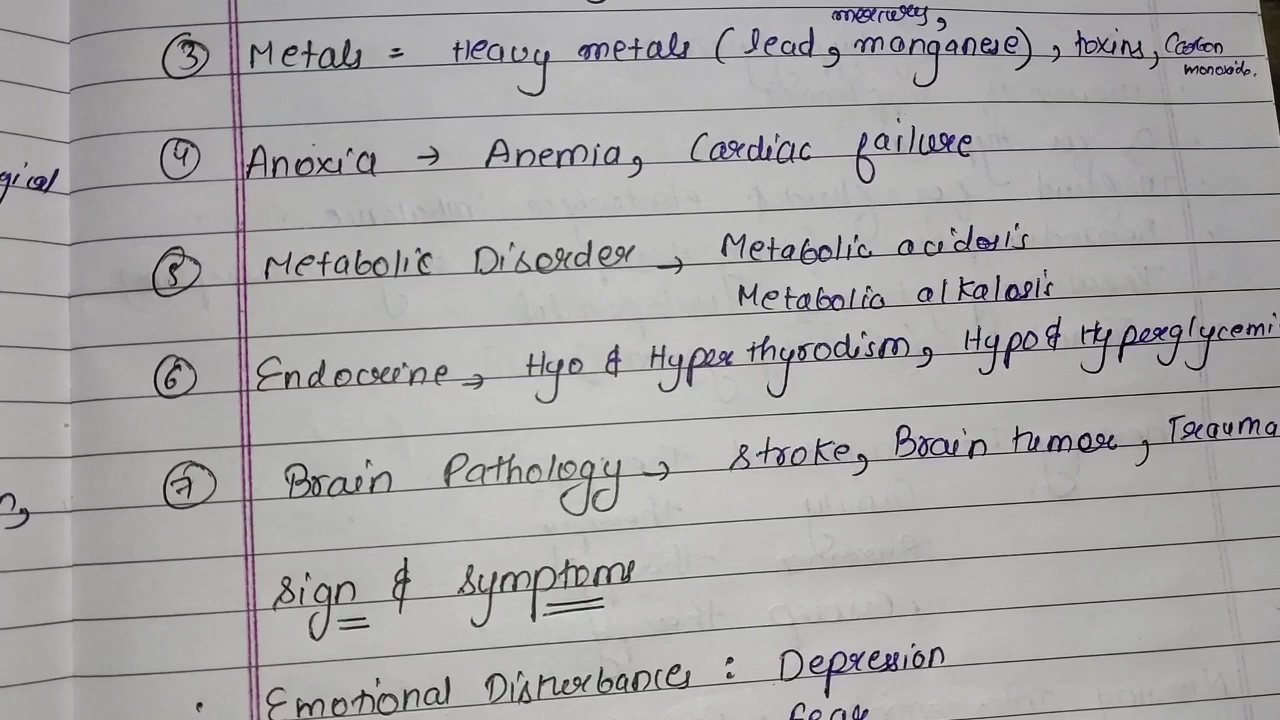 mercury,
③ Metals = Heavy metals (lead, manganese), toxins, Carbon
monoxide.
④ Anoxia → Anemia, Cardiac failure
gical
⑤ Metabolic Disorder → Metabolic acidosis
Metabolic alkalosis
⑥ Endocrine → Hyo & Hyper thyrodism, Hypo & Hyperglycemi
⑦ Brain Pathology → stroke, Brain tumor, Trauma
Sign & symptoms
• Emotional Disturbances : Depression
fear